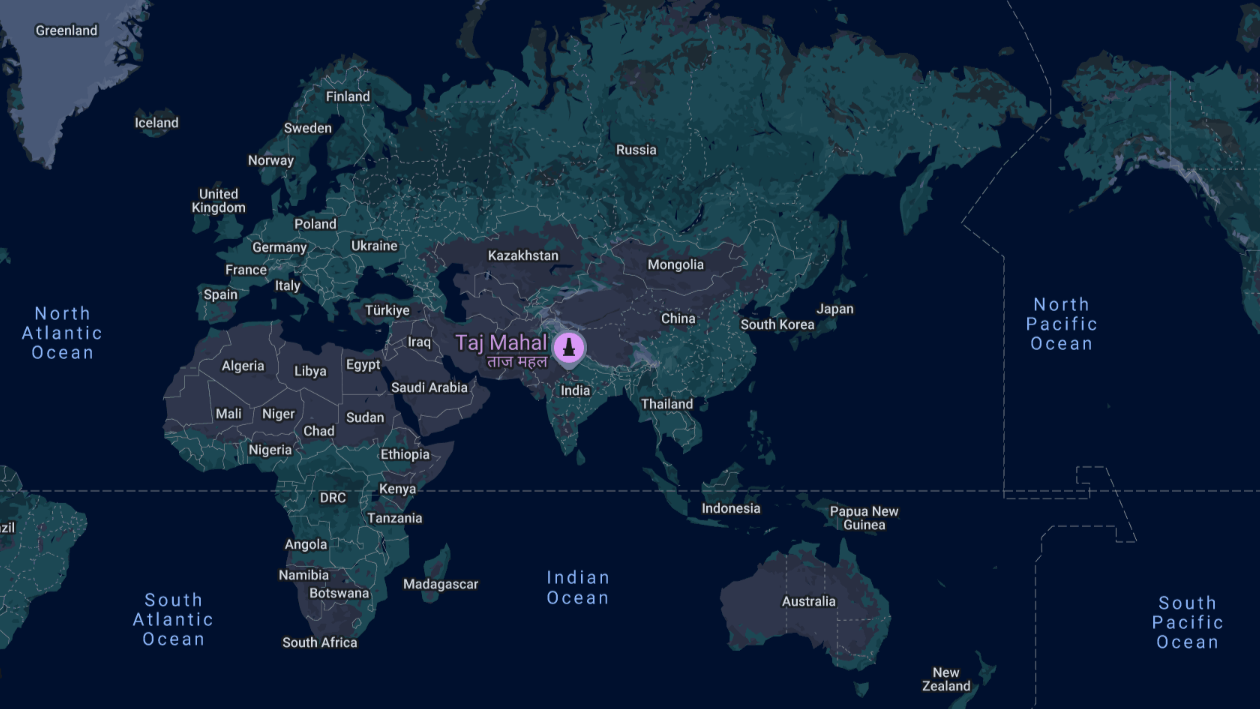 Greenland
Iceland
Finland
Sweden
Norway
Russia
United
Kingdom
Poland
Germany
Ukraine
France
Italy
Spain
Kazakhstan
Mongolia
Türkiye
China
Japan
South Korea
North
Atlantic
Ocean
North
Pacific
Ocean
Iraq
Taj Mahal
ताज महल
Algeria
Libya
Egypt
Saudi Arabia
India
Thailand
Mali
Niger
Chad
Sudan
Nigeria
Ethiopia
DRC
Kenya
Tanzania
Indonesia
Papua New
Guinea
zil
Angola
Namibia
Botswana
Madagascar
South Africa
Indian
Ocean
Australia
South
Atlantic
Ocean
South
Pacific
Ocean
New
Zealand